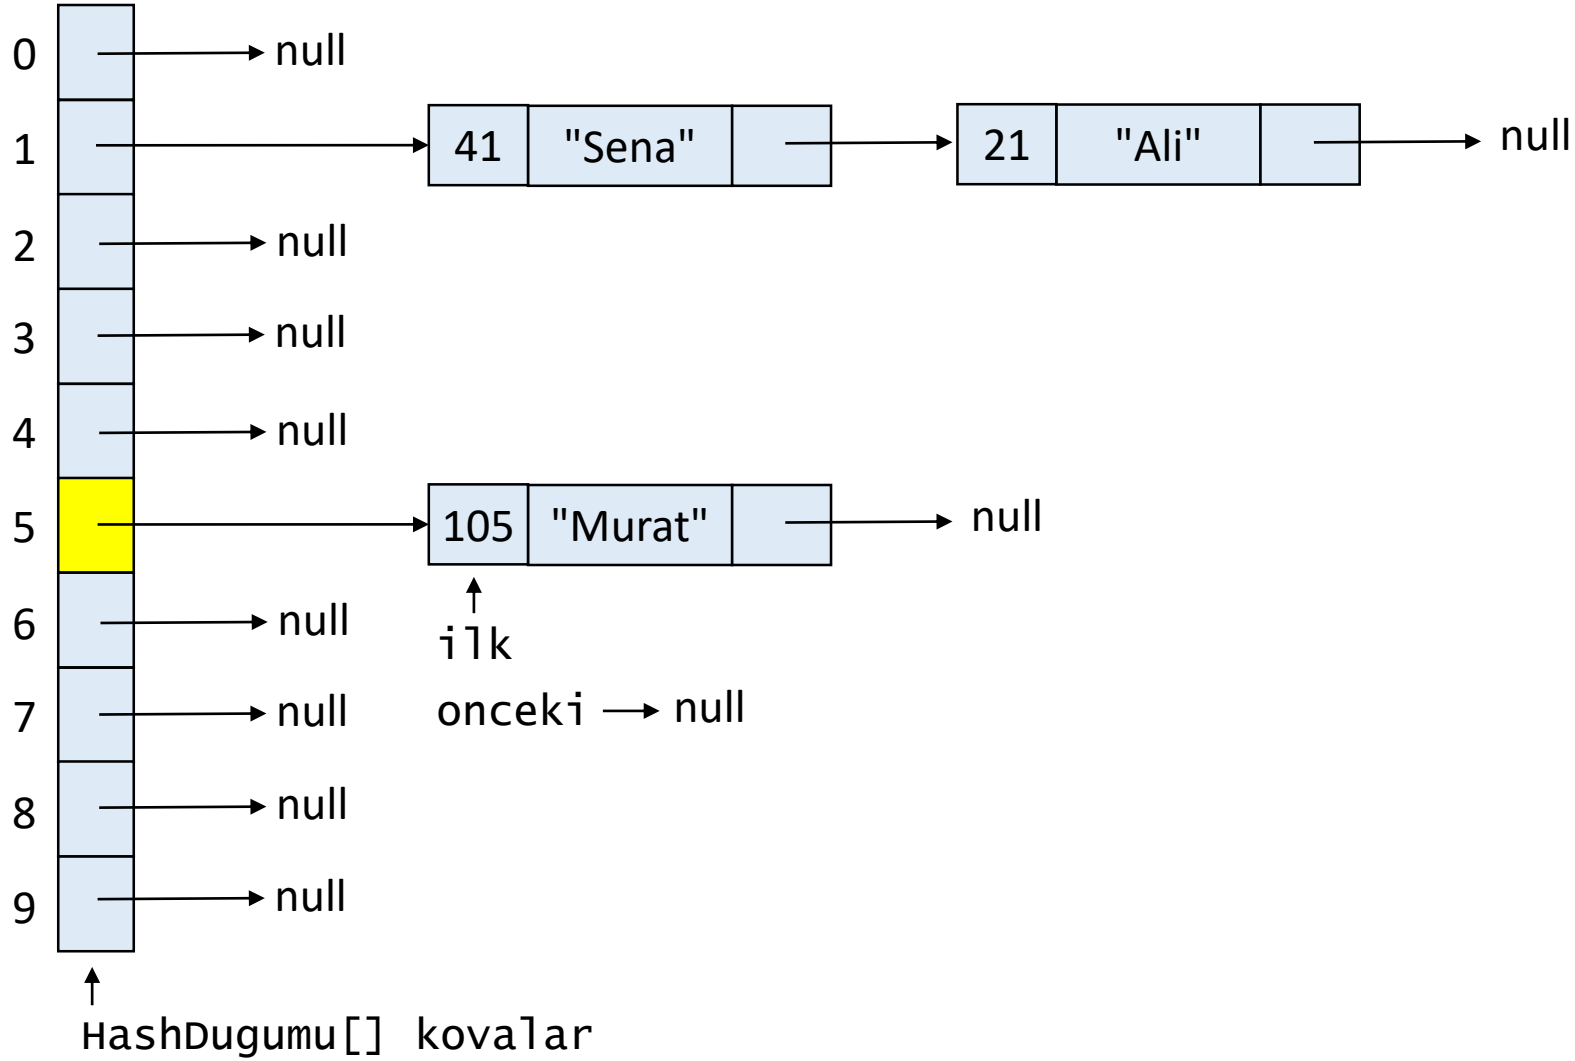 0 null
1 41 "Sena" 21 "Ali" null
2 null
3 null
4 null
5 105 "Murat" null
6 null
ilk
7 null onceki null
8 null
9 null
HashDugumu[] kovalar